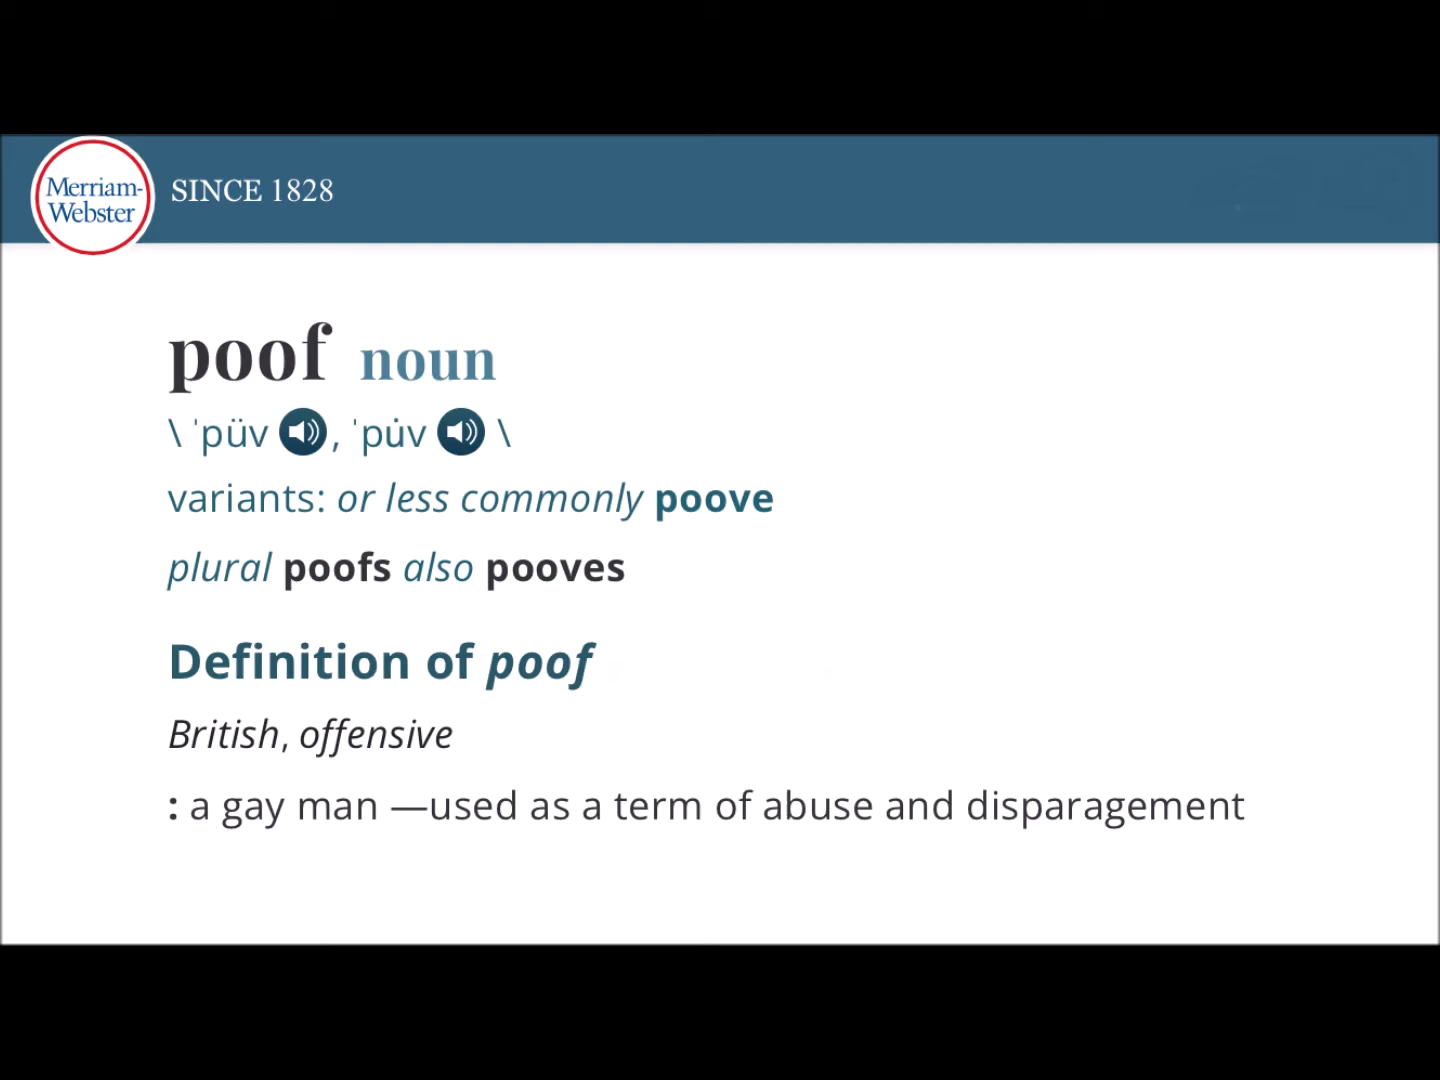 Merriam-
Webster
SINCE 1828
poof noun
\ ˈpüv , ˈpu̇v \
variants: or less commonly poove
plural poofs also pooves
Definition of poof
British, offensive
: a gay man —used as a term of abuse and disparagement